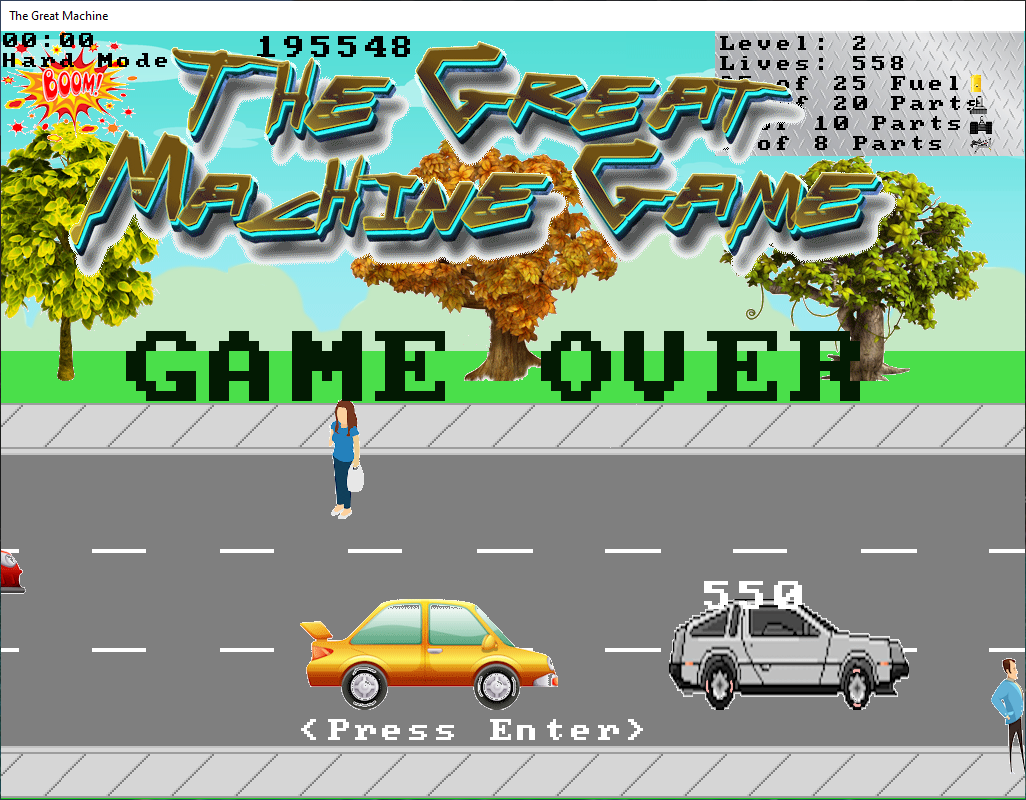 The Great Machine
00:00
Hard Mode
BOOM!
195548
THE GREAT
MACHINE GAME
Level: 2
Lives: 558
of 25 Fuel
of 20 Parts
of 10 Parts
of 8 Parts
GAME OVER
550
<Press Enter>